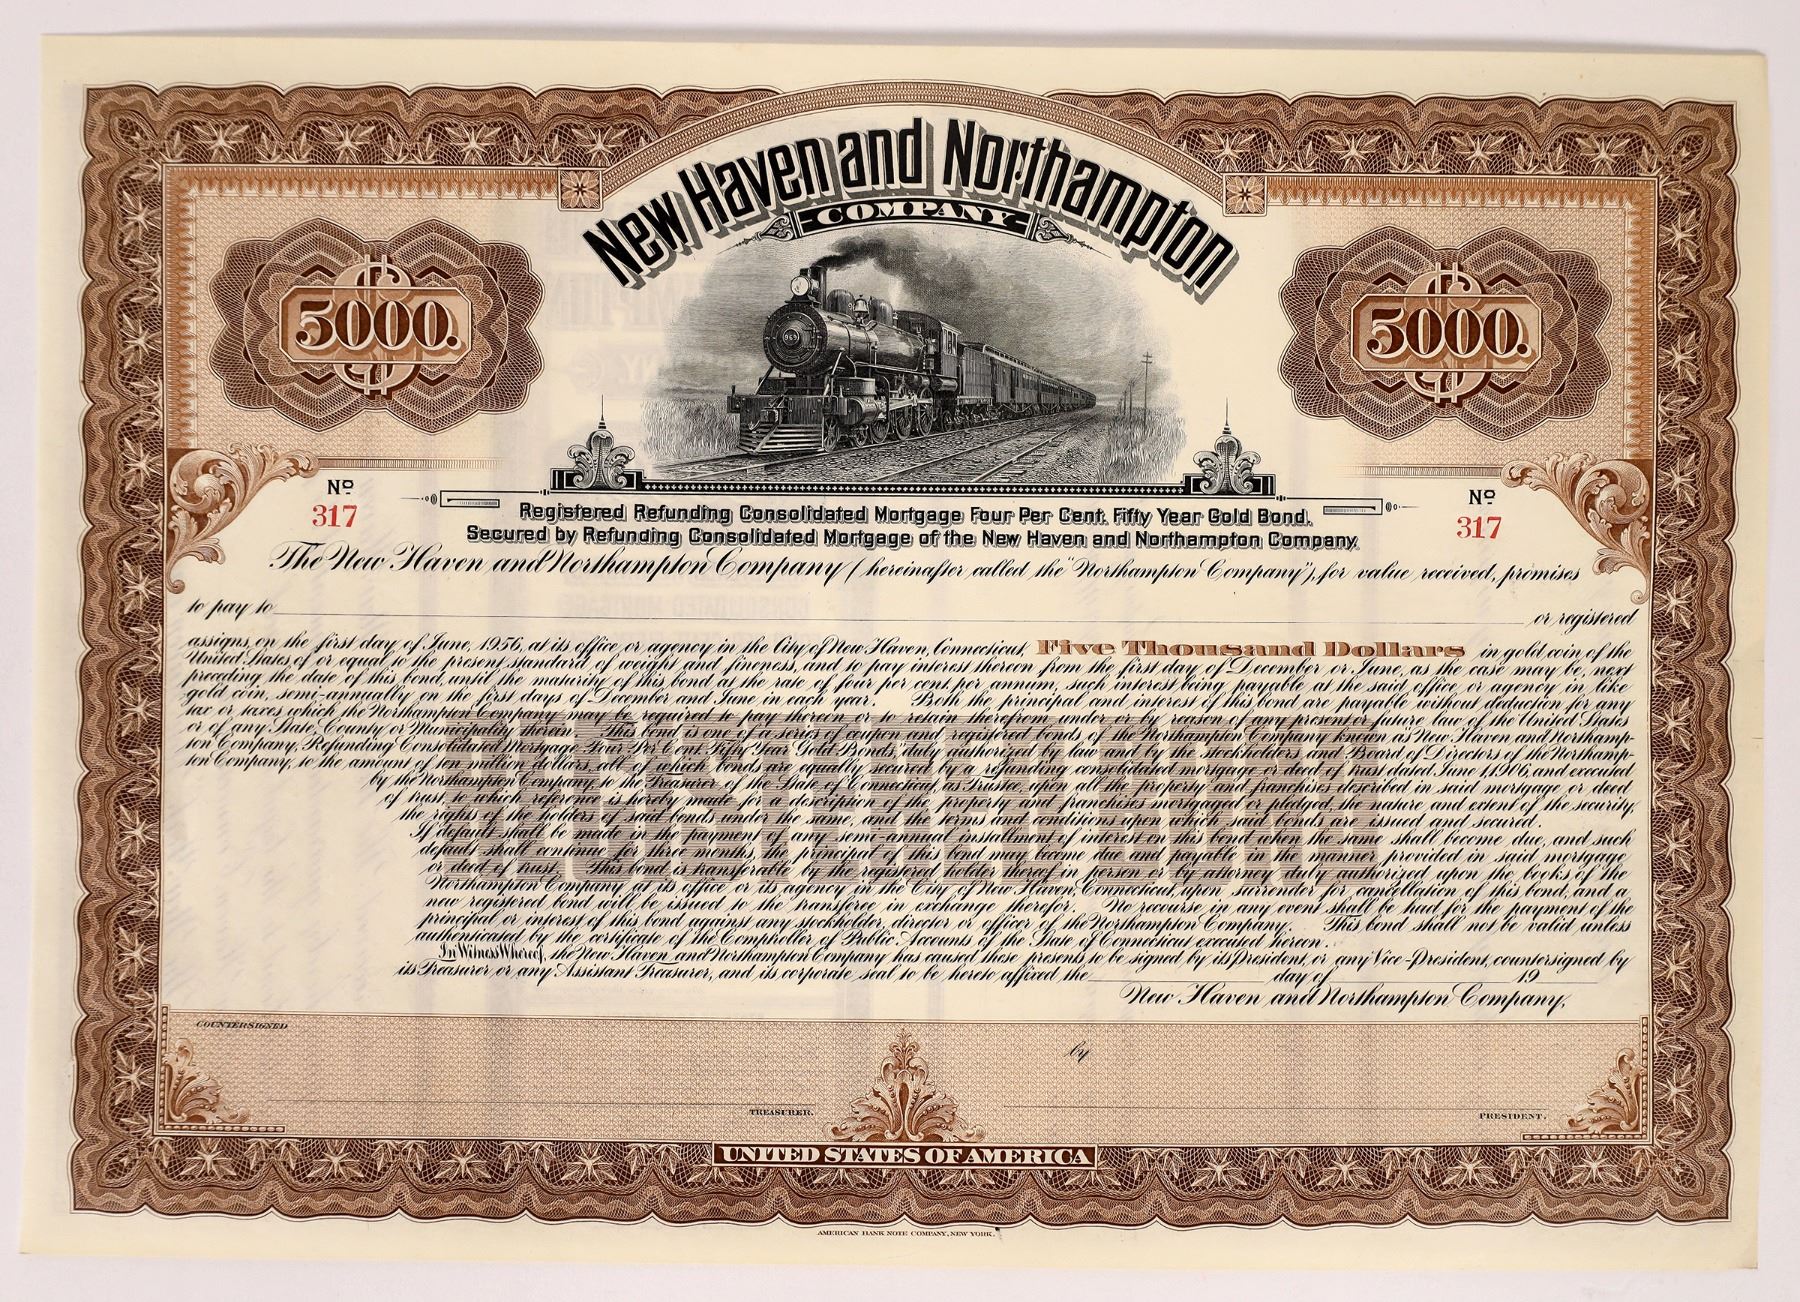 New Haven and Northampton
COMPANY
$ 5000.
$ 5000.
969
No
317
No
317
Registered Refunding Consolidated Mortgage Four Per Cent. Fifty Year Gold Bond.
Secured by Refunding Consolidated Mortgage of the New Haven and Northampton Company.
The New Haven and Northampton Company (hereinafter called the "Northampton Company"), for value received, promises
to pay to or registered
assigns, on the first day of June, 1956, at its office or agency in the City of New Haven, Connecticut, Five Thousand Dollars in gold coin of the
United States, of or equal to the present standard of weight and fineness, and to pay interest thereon from the first day of December or June, as the case may be, next
preceding the date of this bond, until the maturity of this bond at the rate of four per cent. per annum, such interest being payable at the said office or agency in like
gold coin, semi-annually on the first days of December and June in each year. Both the principal and interest of this bond are payable without deduction for any
tax or taxes which the Northampton Company may be required to pay thereon or to retain therefrom under or by reason of any present or future law of the United States
or of any State, County or Municipality therein. This bond is one of a series of coupon and registered bonds of the Northampton Company known as New Haven and Northamp-
ton Company, Refunding Consolidated Mortgage Four Per Cent. Fifty Year Gold Bonds, duly authorized by law and by the stockholders and Board of Directors of the Northamp-
ton Company, to the amount of ten million dollars, all of which bonds are equally secured by a refunding consolidated mortgage or deed of trust dated June 1, 1906, and executed
by the Northampton Company to the Treasurer of the State of Connecticut, as Trustee, upon all the property and franchises described in said mortgage or deed
of trust, to which reference is hereby made for a description of the property and franchises mortgaged or pledged, the nature and extent of the security,
the rights of the holders of said bonds under the same, and the terms and conditions upon which said bonds are issued and secured.
If default shall be made in the payment of any semi-annual installment of interest on this bond when the same shall become due, and such
default shall continue for three months, the principal of this bond may become due and payable in the manner provided in said mortgage
or deed of trust. This bond is transferable by the registered holder thereof in person or by attorney duly authorized upon the books of the
Northampton Company at its office or its agency in the City of New Haven, Connecticut, upon surrender for cancellation of this bond, and a
new registered bond will be issued to the transferee in exchange therefor. No recourse in any event shall be had for the payment of the
principal or interest of this bond against any stockholder, director or officer of the Northampton Company. This bond shall not be valid unless
authenticated by the certificate of the Comptroller of Public Accounts of the State of Connecticut executed hereon.
In Witness Whereof, the New Haven and Northampton Company has caused these presents to be signed by its President, or any Vice-President, countersigned by
its Treasurer or any Assistant Treasurer, and its corporate seal to be hereto affixed the day of 19
New Haven and Northampton Company,
COUNTERSIGNED
by
TREASURER.
PRESIDENT.
UNITED STATES OF AMERICA
AMERICAN BANK NOTE COMPANY, NEW YORK.